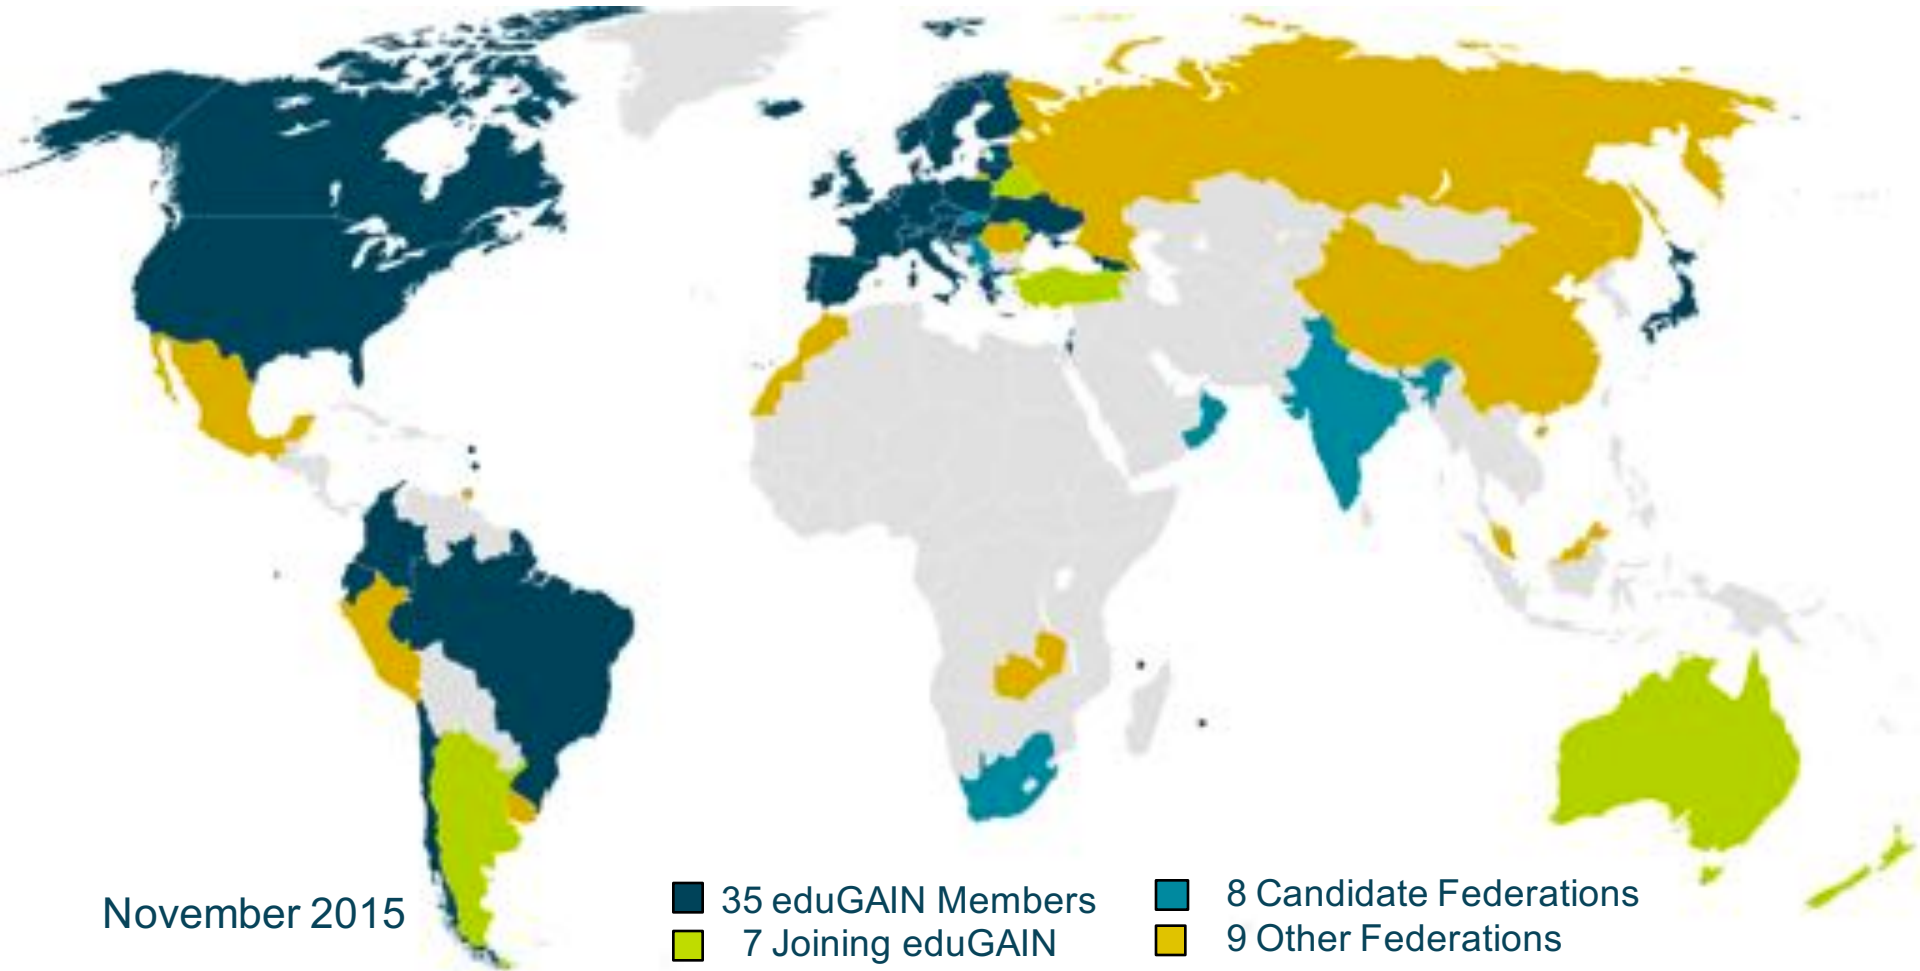 November 2015
35 eduGAIN Members
7 Joining eduGAIN
8 Candidate Federations
9 Other Federations